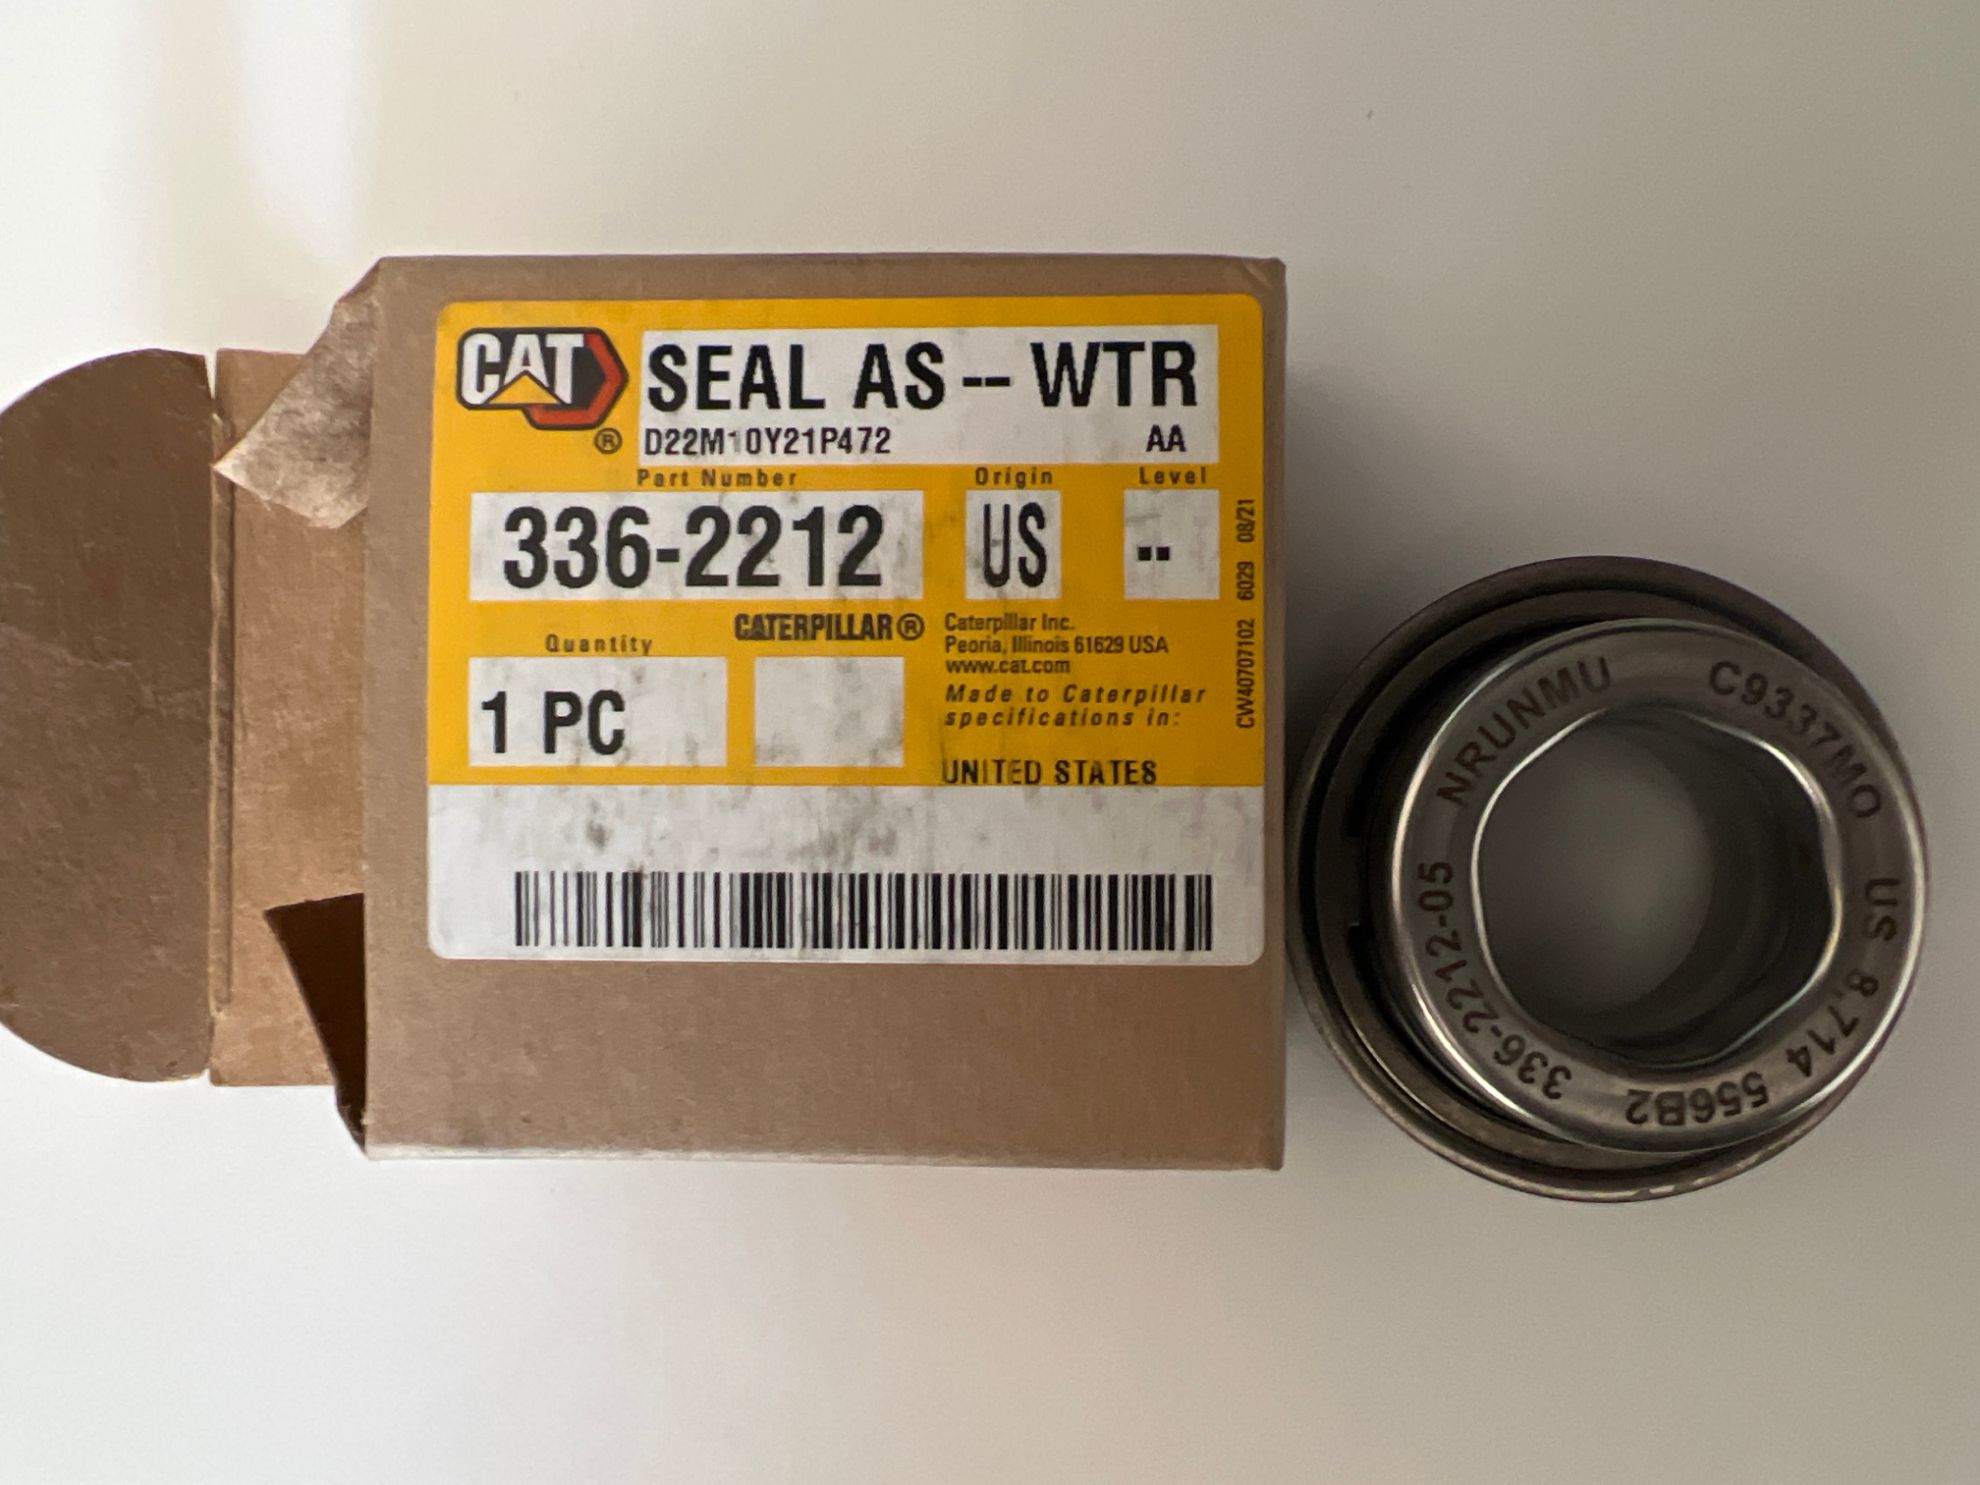 CAT
®
SEAL AS -- WTR
D22M10Y21P472 AA
Part Number Origin Level
336-2212 US --
Quantity
1 PC
CATERPILLAR®
Caterpillar Inc.
Peoria, Illinois 61629 USA
www.cat.com
Made to Caterpillar
specifications in:
UNITED STATES
CW40707102 6029 08/21
NRUNMU C9337MO US 8,714 556B2 336-2212-05